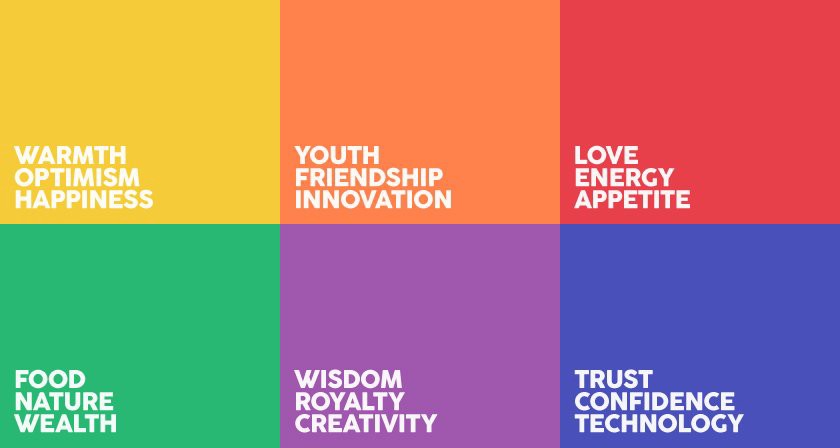 WARMTH
OPTIMISM
HAPPINESS
YOUTH
FRIENDSHIP
INNOVATION
LOVE
ENERGY
APPETITE
FOOD
NATURE
WEALTH
WISDOM
ROYALTY
CREATIVITY
TRUST
CONFIDENCE
TECHNOLOGY